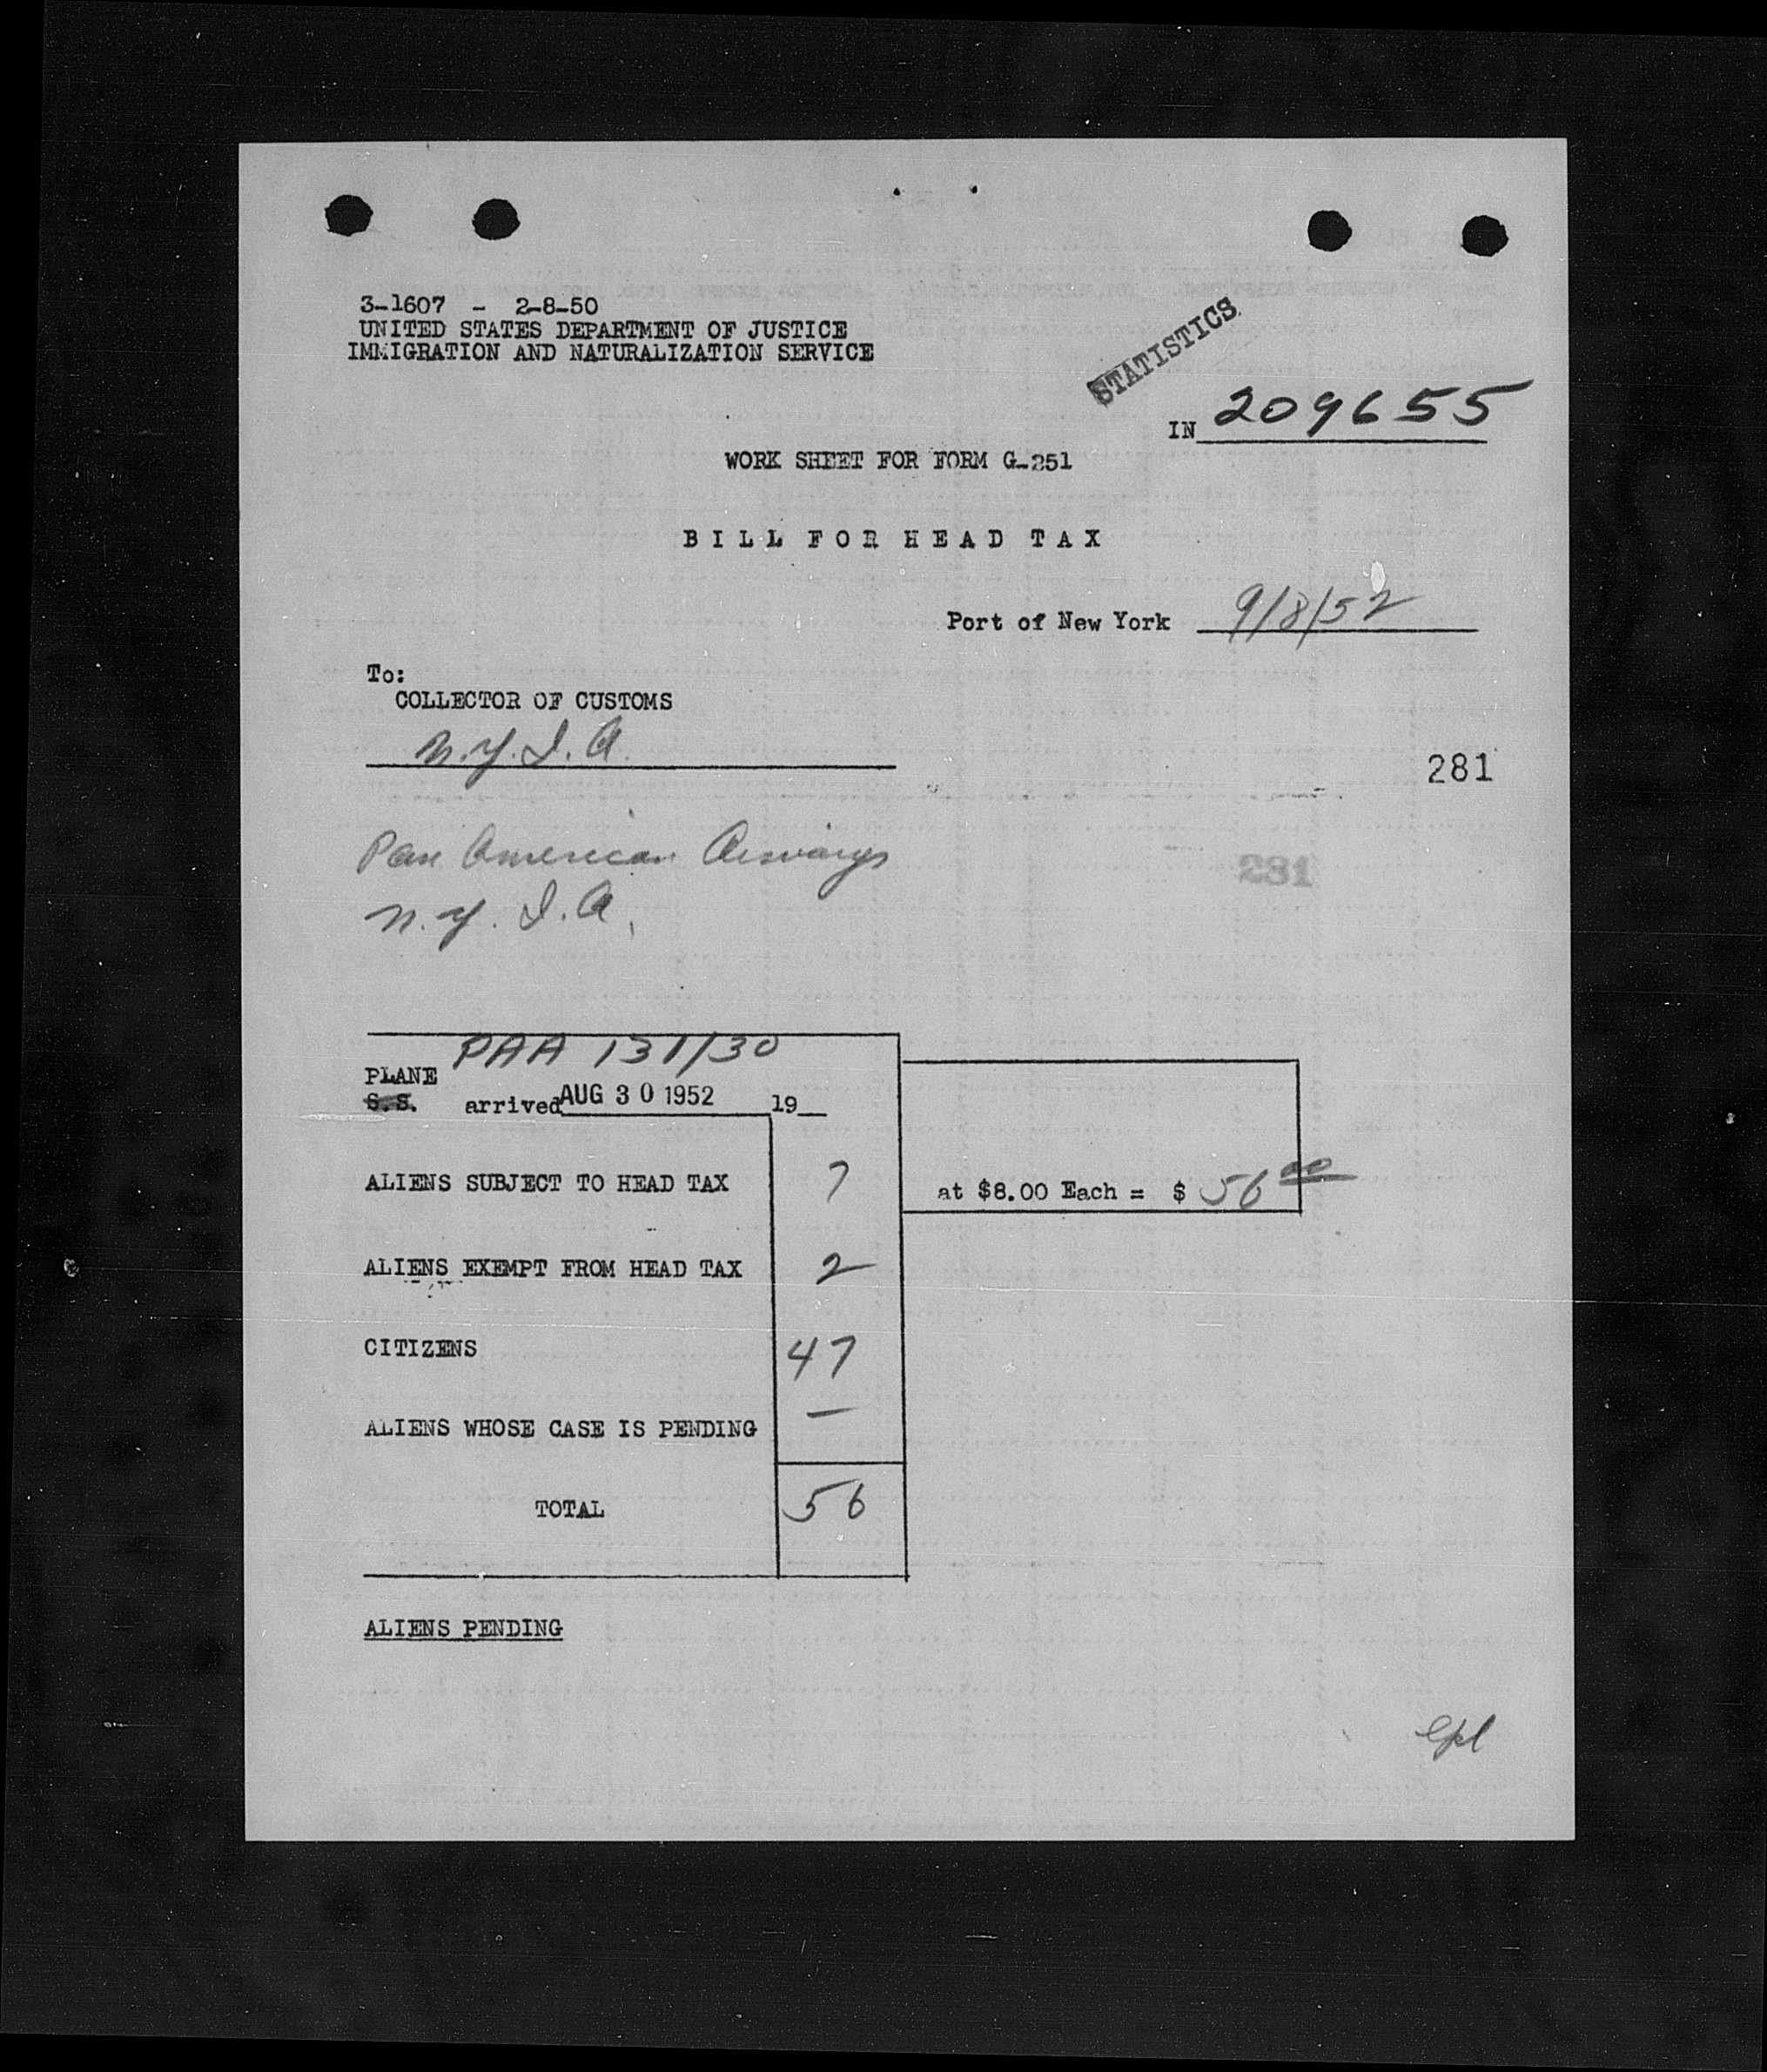 3-1607 - 2-8-50
UNITED STATES DEPARTMENT OF JUSTICE
IMMIGRATION AND NATURALIZATION SERVICE
STATISTICS
IN 209655
WORK SHEET FOR FORM G-251
BILL FOR HEAD TAX
Port of New York 9/8/52
To:
COLLECTOR OF CUSTOMS
N.Y.I.A.
281
Pan American Airways
281
N.Y.I.A.
PAA 131/30
PLANE
S.S. arrived AUG 30 1952 19__
ALIENS SUBJECT TO HEAD TAX 7 at $8.00 Each = $ 56 00
ALIENS EXEMPT FROM HEAD TAX 2
CITIZENS 47
ALIENS WHOSE CASE IS PENDING —
TOTAL 56
ALIENS PENDING